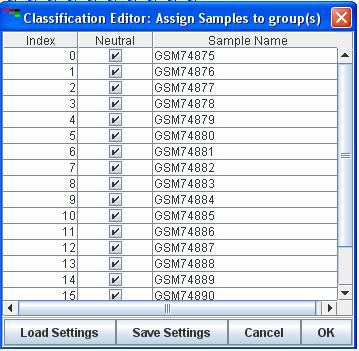 Classification Editor: Assign Samples to group(s)
Index Neutral Sample Name
0 GSM74875
1 GSM74876
2 GSM74877
3 GSM74878
4 GSM74879
5 GSM74880
6 GSM74881
7 GSM74882
8 GSM74883
9 GSM74884
10 GSM74885
11 GSM74886
12 GSM74887
13 GSM74888
14 GSM74889
15 GSM74890
Load Settings Save Settings Cancel OK